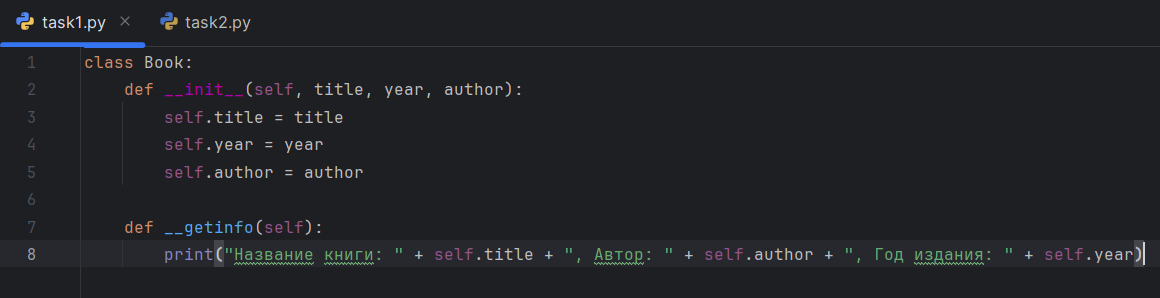 task1.py × task2.py
1 class Book:
2     def __init__(self, title, year, author):
3         self.title = title
4         self.year = year
5         self.author = author
6
7     def __getinfo(self):
8         print("Название книги: " + self.title + ", Автор: " + self.author + ", Год издания: " + self.year)